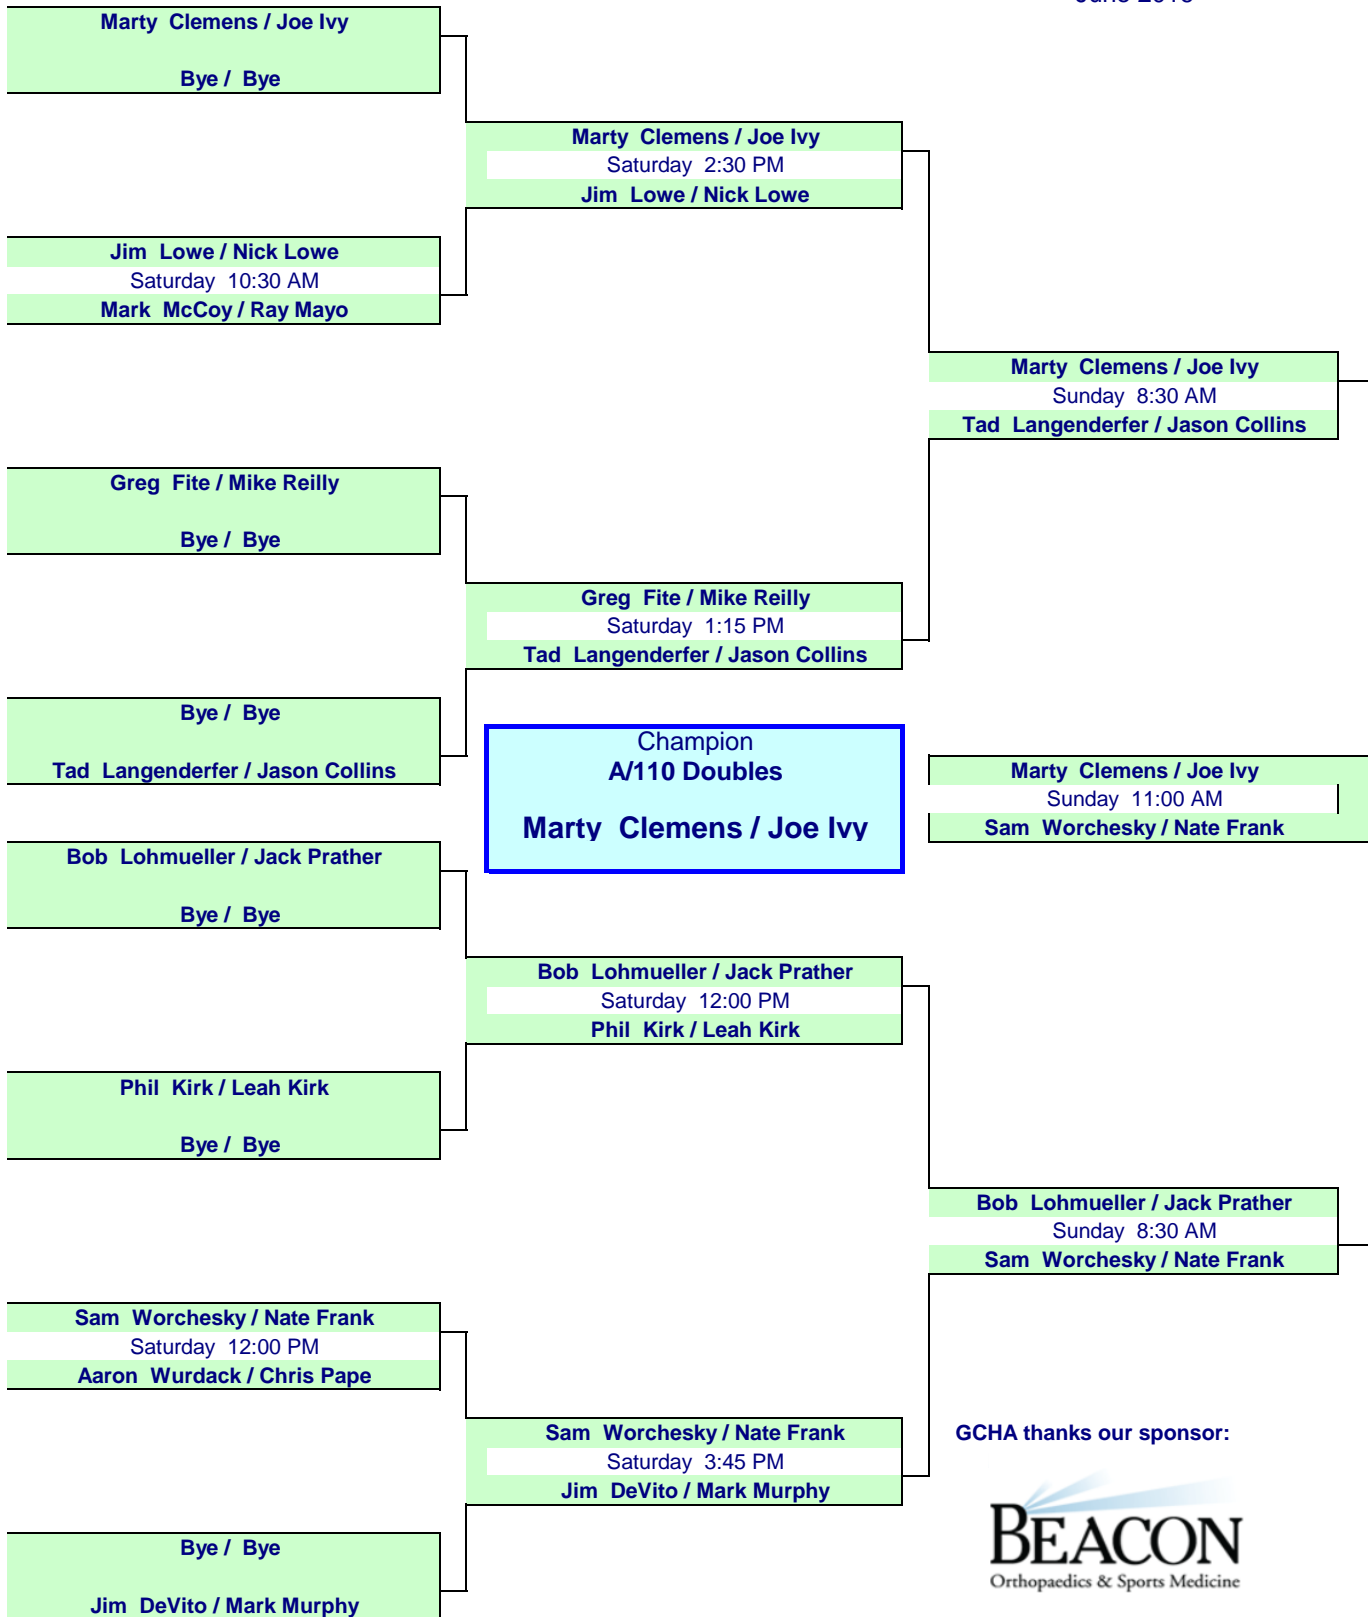 Marty Clemens / Joe Ivy
Bye / Bye
Marty Clemens / Joe Ivy
Saturday 2:30 PM
Jim Lowe / Nick Lowe
Jim Lowe / Nick Lowe
Saturday 10:30 AM
Mark McCoy / Ray Mayo
Marty Clemens / Joe Ivy
Sunday 8:30 AM
Tad Langenderfer / Jason Collins
Greg Fite / Mike Reilly
Bye / Bye
Greg Fite / Mike Reilly
Saturday 1:15 PM
Tad Langenderfer / Jason Collins
Bye / Bye
Tad Langenderfer / Jason Collins
Champion
A/110 Doubles
Marty Clemens / Joe Ivy
Marty Clemens / Joe Ivy
Sunday 11:00 AM
Sam Worchesky / Nate Frank
Bob Lohmueller / Jack Prather
Bye / Bye
Bob Lohmueller / Jack Prather
Saturday 12:00 PM
Phil Kirk / Leah Kirk
Phil Kirk / Leah Kirk
Bye / Bye
Bob Lohmueller / Jack Prather
Sunday 8:30 AM
Sam Worchesky / Nate Frank
Sam Worchesky / Nate Frank
Saturday 12:00 PM
Aaron Wurdack / Chris Pape
Sam Worchesky / Nate Frank
Saturday 3:45 PM
Jim DeVito / Mark Murphy
GCHA thanks our sponsor:
BEACON
Orthopaedics & Sports Medicine
Bye / Bye
Jim DeVito / Mark Murphy